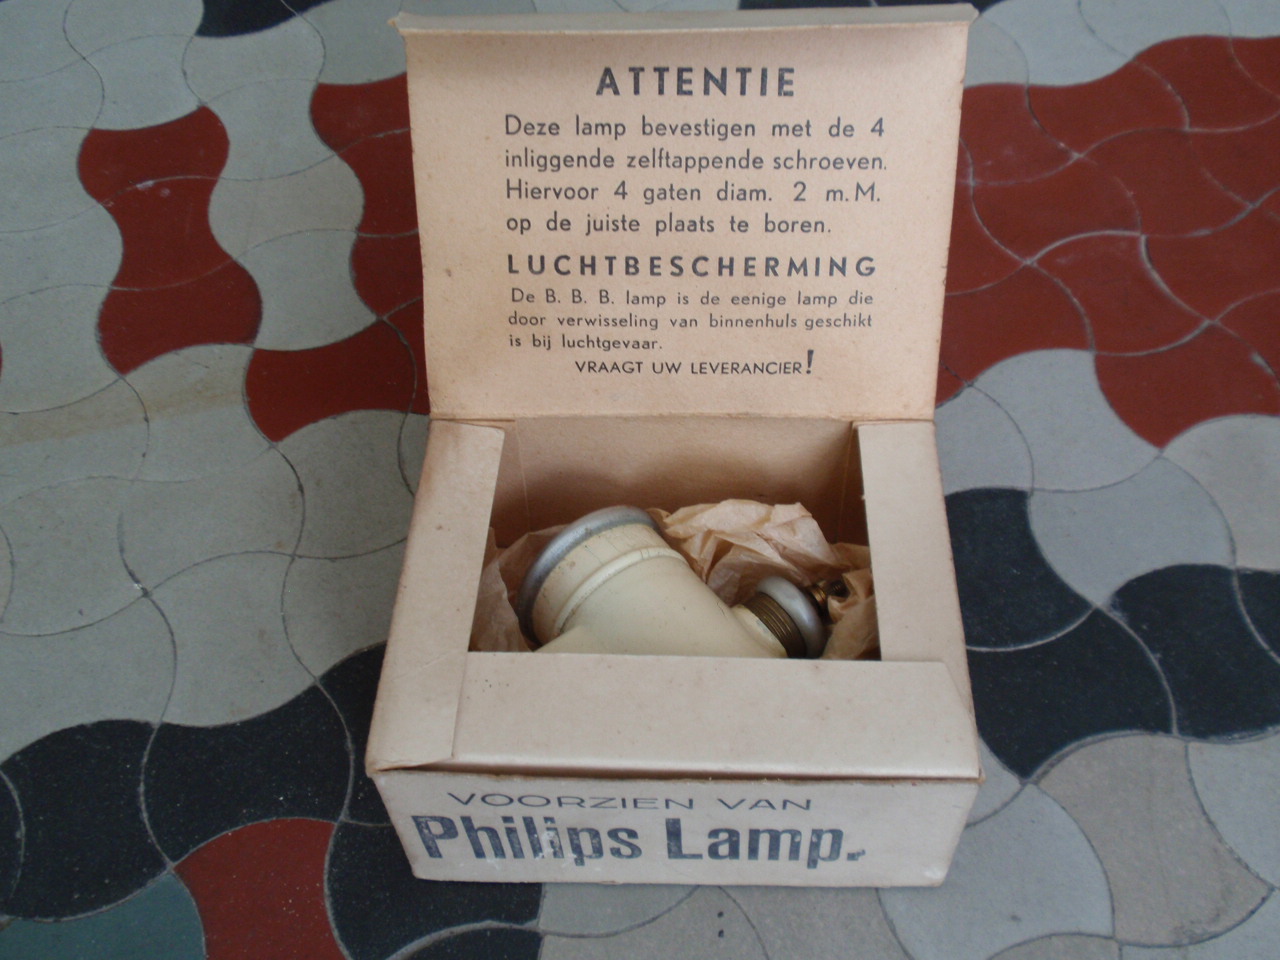 ATTENTIE
Deze lamp bevestigen met de 4
inliggende zelftappende schroeven.
Hiervoor 4 gaten diam. 2 m.M.
op de juiste plaats te boren.
LUCHTBESCHERMING
De B. B. B. lamp is de eenige lamp die
door verwisseling van binnenhuls geschikt
is bij luchtgevaar.
VRAAGT UW LEVERANCIER!
VOORZIEN VAN
Philips Lamp.